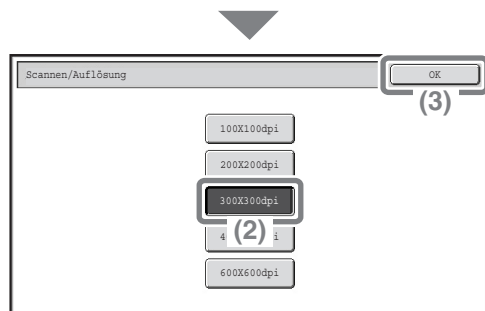 Scannen/Auflösung
OK
(3)
100X100dpi
200X200dpi
300X300dpi
(2)
600X600dpi